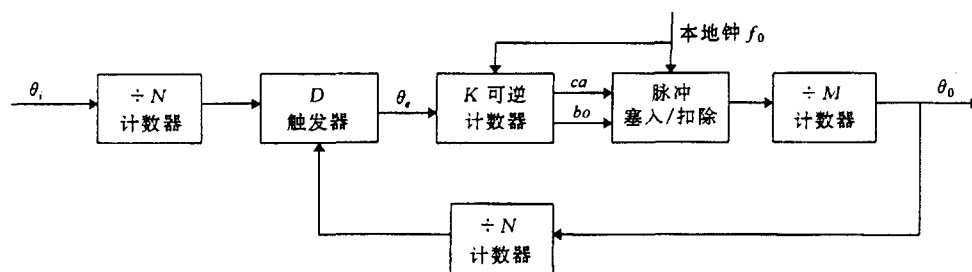 本地钟 f₀
θᵢ
÷ N
计数器
D
触发器
θₑ
K 可逆
计数器
ca
bo
脉冲
塞入/扣除
÷ M
计数器
θ₀
÷ N
计数器